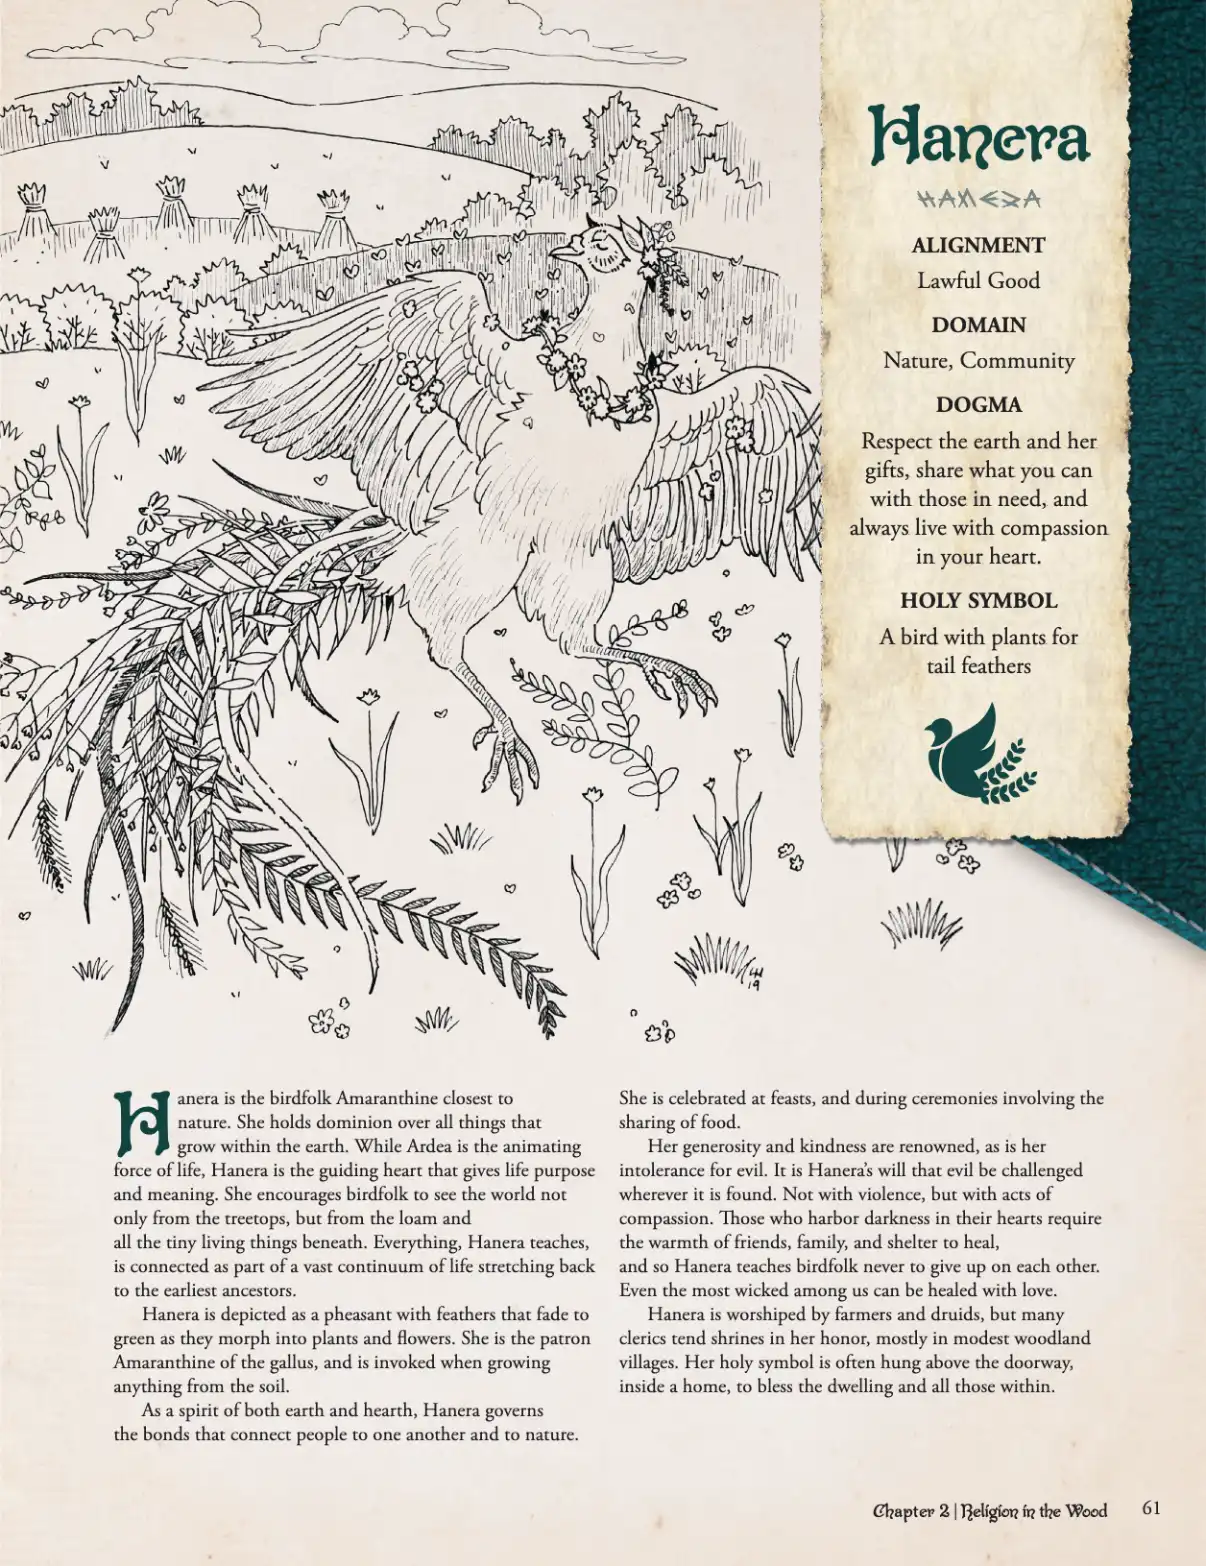 Hanera
ALIGNMENT
Lawful Good
DOMAIN
Nature, Community
DOGMA
Respect the earth and her
gifts, share what you can
with those in need, and
always live with compassion
in your heart.
HOLY SYMBOL
A bird with plants for
tail feathers
LW
19
Hanera is the birdfolk Amaranthine closest to
nature. She holds dominion over all things that
grow within the earth. While Ardea is the animating
force of life, Hanera is the guiding heart that gives life purpose
and meaning. She encourages birdfolk to see the world not
only from the treetops, but from the loam and
all the tiny living things beneath. Everything, Hanera teaches,
is connected as part of a vast continuum of life stretching back
to the earliest ancestors.
Hanera is depicted as a pheasant with feathers that fade to
green as they morph into plants and flowers. She is the patron
Amaranthine of the gallus, and is invoked when growing
anything from the soil.
As a spirit of both earth and hearth, Hanera governs
the bonds that connect people to one another and to nature.
She is celebrated at feasts, and during ceremonies involving the
sharing of food.
Her generosity and kindness are renowned, as is her
intolerance for evil. It is Hanera's will that evil be challenged
wherever it is found. Not with violence, but with acts of
compassion. Those who harbor darkness in their hearts require
the warmth of friends, family, and shelter to heal,
and so Hanera teaches birdfolk never to give up on each other.
Even the most wicked among us can be healed with love.
Hanera is worshiped by farmers and druids, but many
clerics tend shrines in her honor, mostly in modest woodland
villages. Her holy symbol is often hung above the doorway,
inside a home, to bless the dwelling and all those within.
Chapter 2 | Religion in the Wood 61